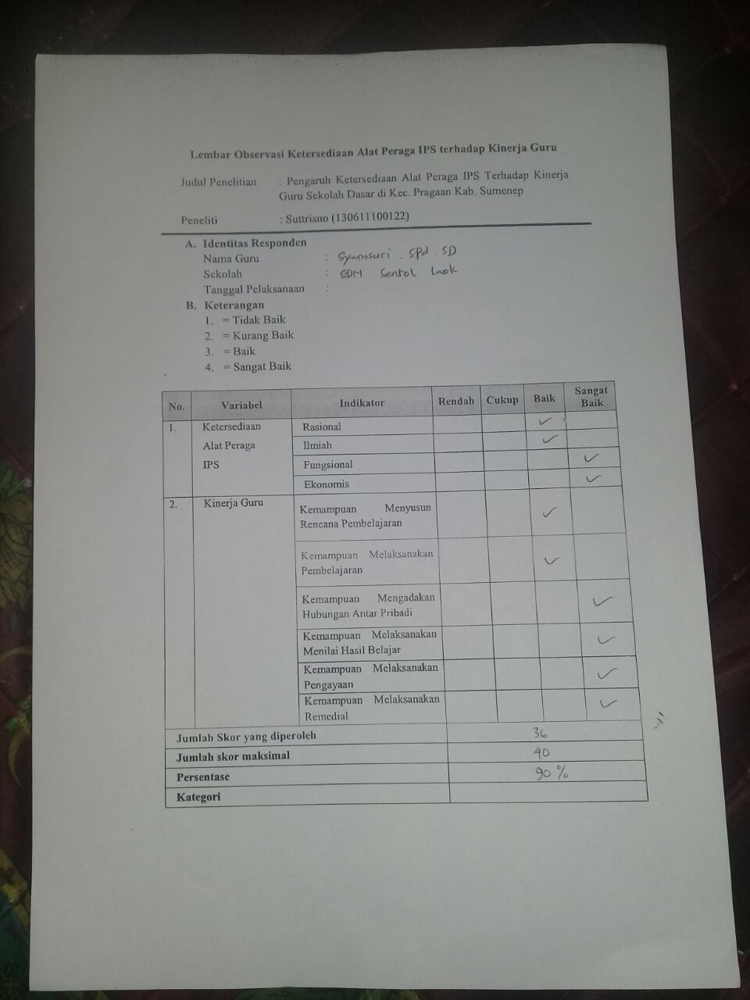 Lembar Observasi Ketersediaan Alat Peraga IPS terhadap Kinerja Guru
Judul Penelitian : Pengaruh Ketersediaan Alat Peraga IPS Terhadap Kinerja
Guru Sekolah Dasar di Kec. Pragaan Kab. Sumenep
Peneliti : Suttrisno (130611100122)
A. Identitas Responden
Nama Guru : Syamsuri . SPd . SD
Sekolah : SDN Sentol Laok
Tanggal Pelaksanaan :
B. Keterangan
1. = Tidak Baik
2. = Kurang Baik
3. = Baik
4. = Sangat Baik
No. Variabel Indikator Rendah Cukup Baik Sangat Baik
1. Ketersediaan Rasional ✓
Alat Peraga Ilmiah ✓
IPS Fungsional ✓
Ekonomis ✓
2. Kinerja Guru Kemampuan Menyusun
Rencana Pembelajaran ✓
Kemampuan Melaksanakan
Pembelajaran ✓
Kemampuan Mengadakan
Hubungan Antar Pribadi ✓
Kemampuan Melaksanakan
Menilai Hasil Belajar ✓
Kemampuan Melaksanakan
Pengayaan ✓
Kemampuan Melaksanakan
Remedial ✓
Jumlah Skor yang diperoleh 36
Jumlah skor maksimal 40
Persentase 90 %
Kategori